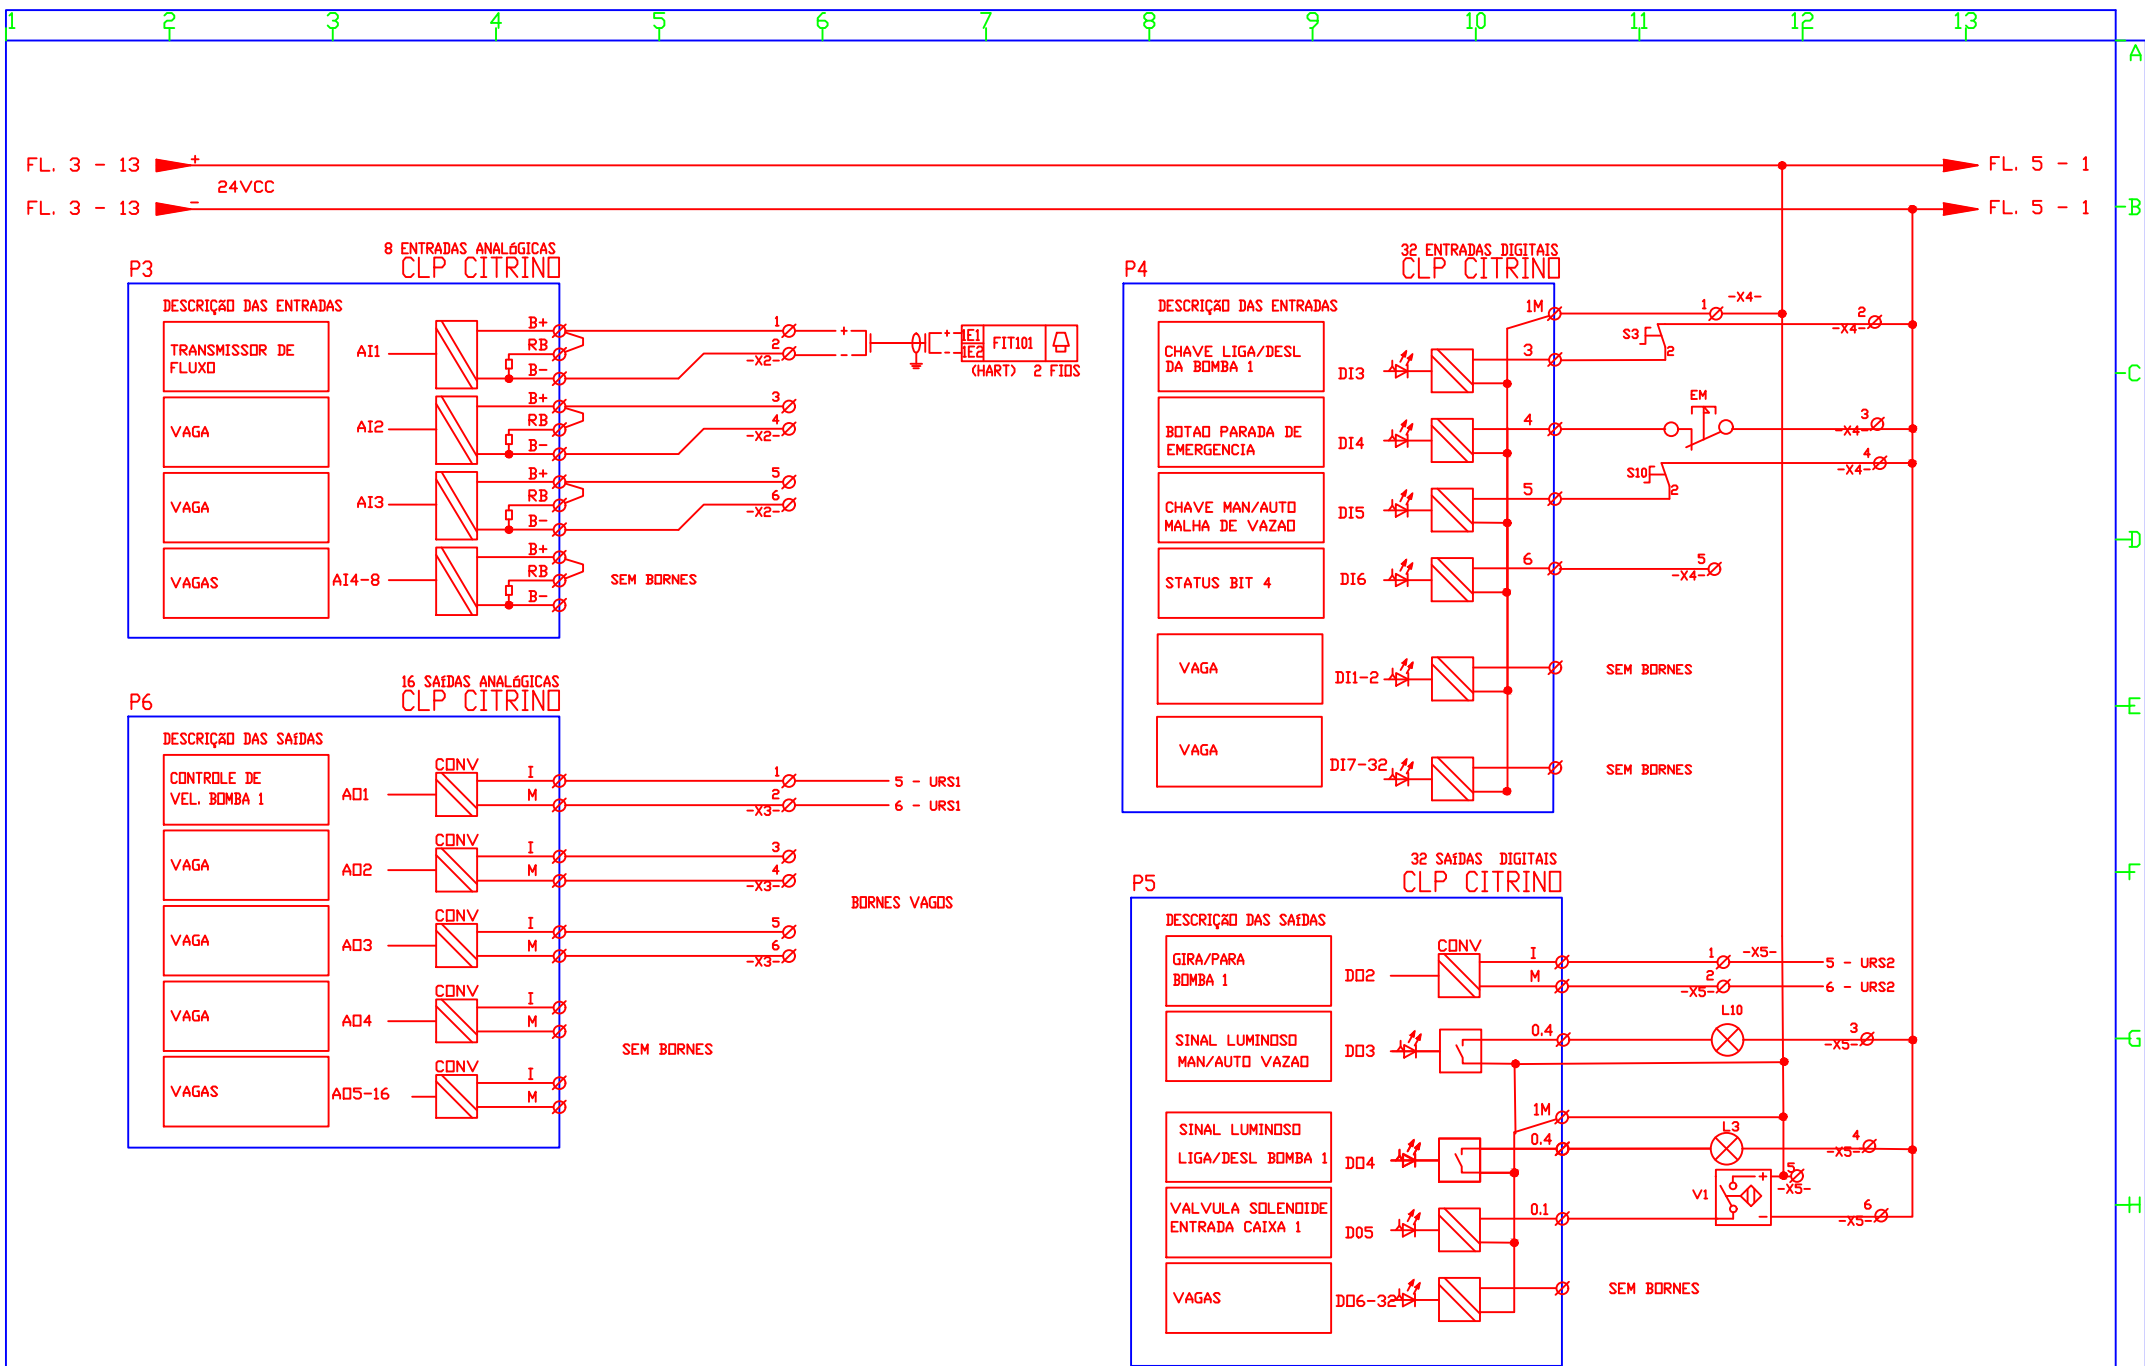 1 2 3 4 5 6 7 8 9 10 11 12 13
A
B
C
D
E
F
G
H
FL. 3 - 13 +
24VCC
FL. 3 - 13 -
FL. 5 - 1
FL. 5 - 1
8 ENTRADAS ANALóGICAS
P3 CLP CITRINO
DESCRIÇãO DAS ENTRADAS
TRANSMISSOR DE
FLUXO
AI1
B+
RB
B-
1
2
-X2-
+
-
+
-
1E1
1E2
FIT101
(HART) 2 FIOS
VAGA
AI2
B+
RB
B-
3
4
-X2-
VAGA
AI3
B+
RB
B-
5
6
-X2-
VAGAS
AI4-8
B+
RB
B-
SEM BORNES
16 SAíDAS ANALóGICAS
P6 CLP CITRINO
DESCRIÇãO DAS SAíDAS
CONTROLE DE
VEL. BOMBA 1
AO1
CONV
I
M
1
2
-X3-
5 - URS1
6 - URS1
VAGA
AO2
CONV
I
M
3
4
-X3-
BORNES VAGOS
VAGA
AO3
CONV
I
M
5
6
-X3-
VAGA
AO4
CONV
I
M
SEM BORNES
VAGAS
AO5-16
CONV
I
M
32 ENTRADAS DIGITAIS
P4 CLP CITRINO
DESCRIÇãO DAS ENTRADAS
1M
1
-X4-
2
-X4-
CHAVE LIGA/DESL
DA BOMBA 1
DI3
3
S3
2
BOTAO PARADA DE
EMERGENCIA
DI4
4
EM
3
-X4-
CHAVE MAN/AUTO
MALHA DE VAZAO
DI5
5
S10
2
4
-X4-
STATUS BIT 4
DI6
6
5
-X4-
VAGA
DI1-2
SEM BORNES
VAGA
DI7-32
SEM BORNES
32 SAíDAS DIGITAIS
P5 CLP CITRINO
DESCRIÇãO DAS SAíDAS
GIRA/PARA
BOMBA 1
DO2
CONV
I
M
1
-X5-
2
-X5-
5 - URS2
6 - URS2
SINAL LUMINOSO
MAN/AUTO VAZAO
DO3
0.4
L10
3
-X5-
1M
SINAL LUMINOSO
LIGA/DESL BOMBA 1
DO4
0.4
L3
4
-X5-
VALVULA SOLENOIDE
ENTRADA CAIXA 1
DO5
0.1
V1
+
-
5
-X5-
6
-X5-
VAGAS
DO6-32
SEM BORNES